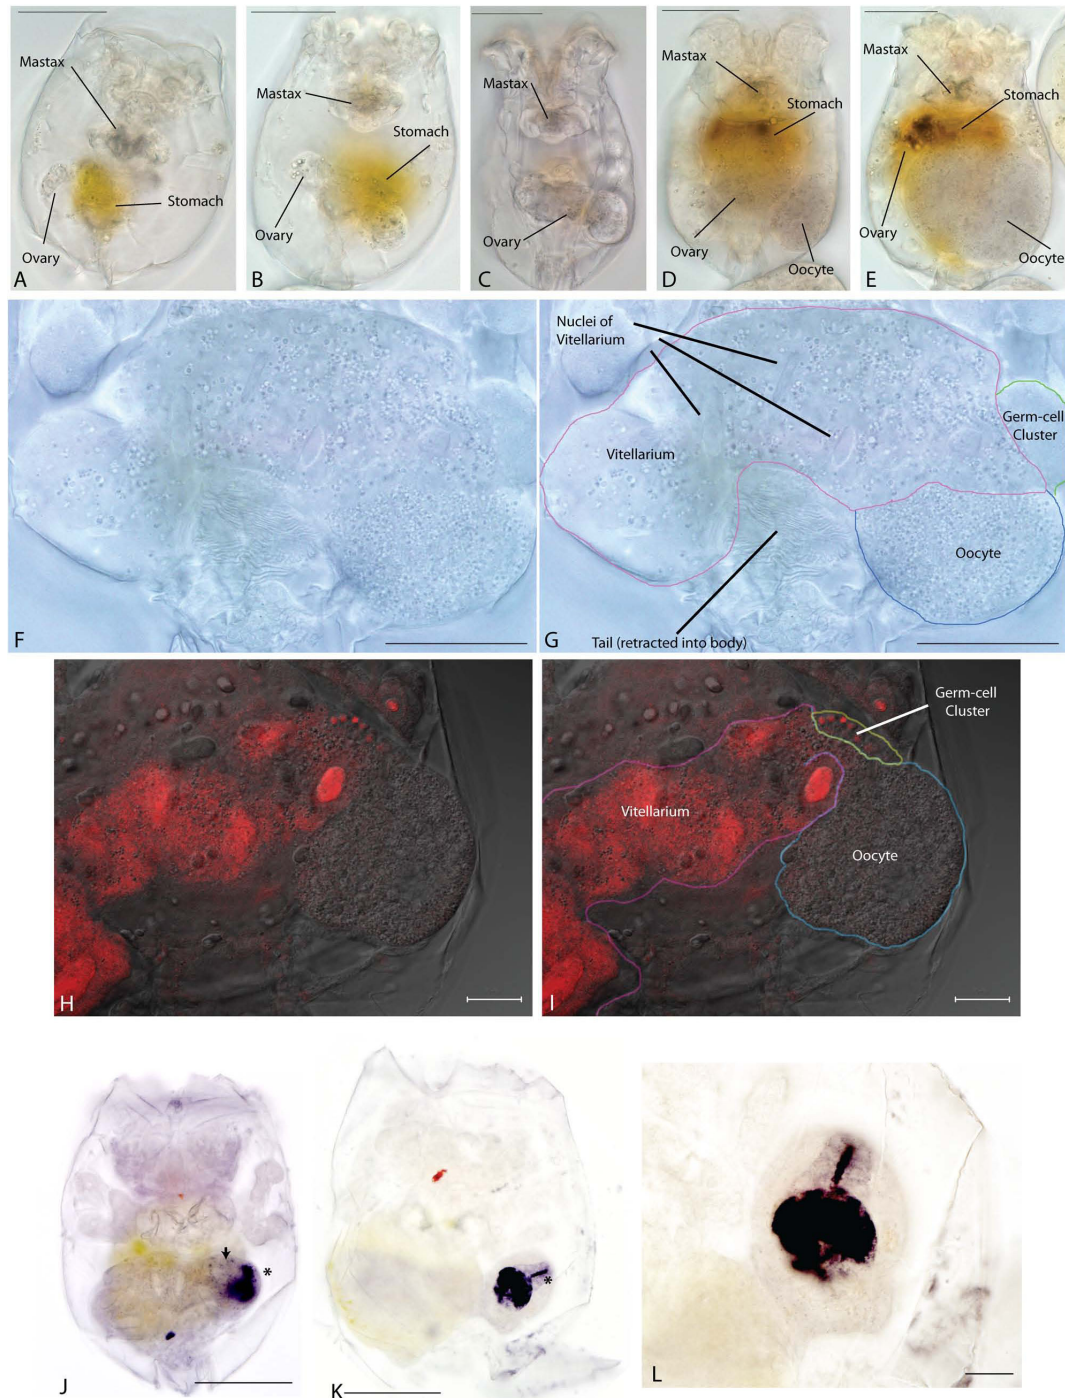 Mastax
Stomach
Ovary
A
Mastax
Stomach
Ovary
B
Mastax
Ovary
C
Mastax
Stomach
Ovary
Oocyte
D
Mastax
Stomach
Ovary
Oocyte
E
F
Nuclei of
Vitellarium
Germ-cell
Cluster
Vitellarium
Oocyte
Tail (retracted into body)
G
H
Germ-cell
Cluster
Vitellarium
Oocyte
I
*
J
*
K
L